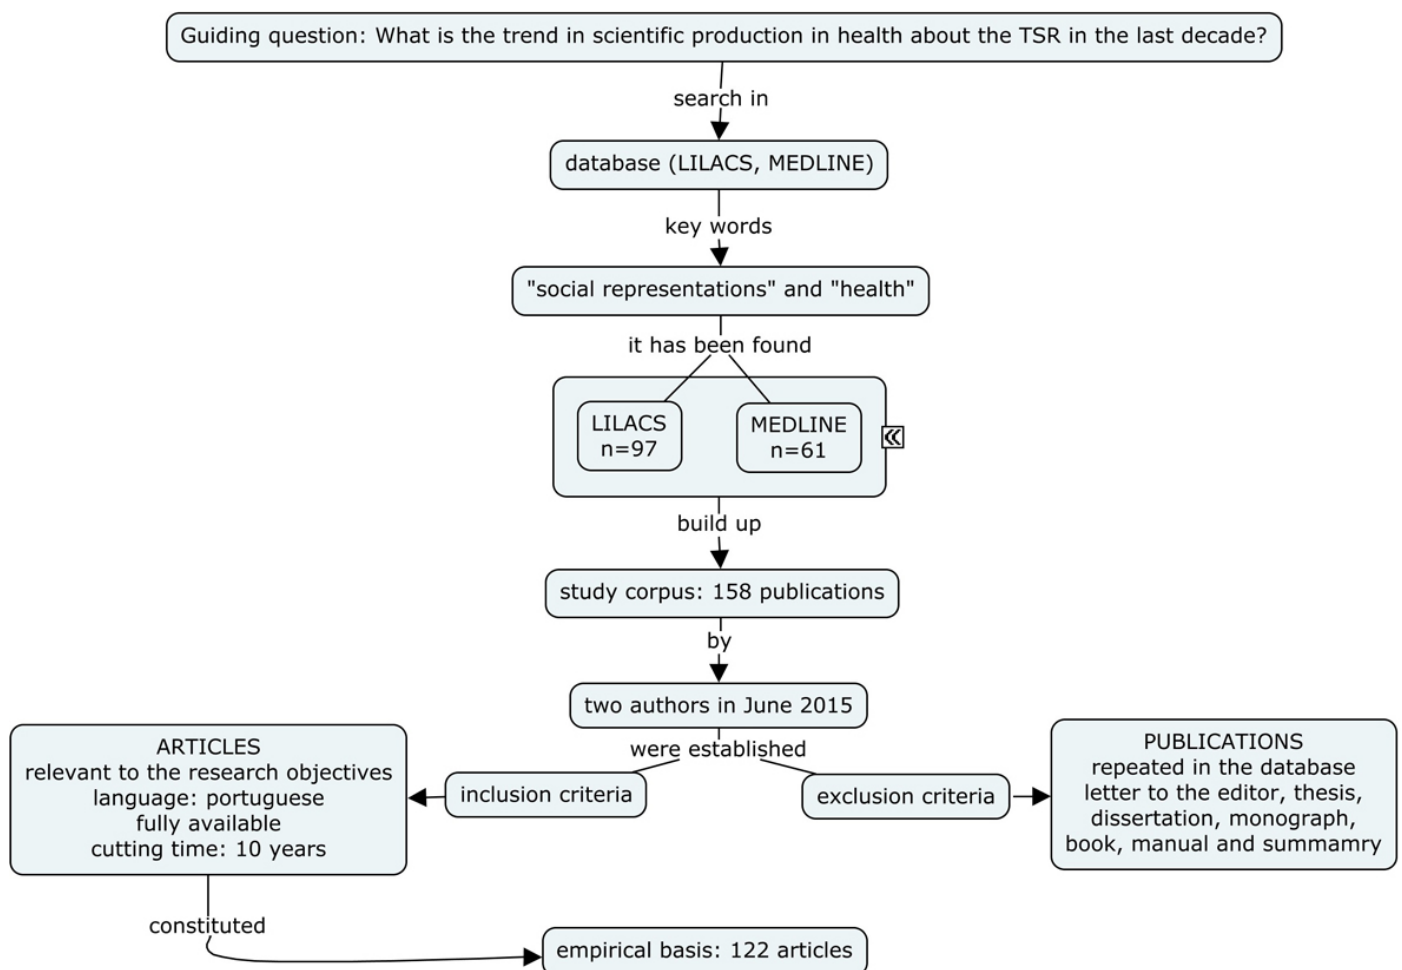 Guiding question: What is the trend in scientific production in health about the TSR in the last decade?
search in
database (LILACS, MEDLINE)
key words
"social representations" and "health"
it has been found
LILACS
n=97
MEDLINE
n=61
build up
study corpus: 158 publications
by
two authors in June 2015
were established
inclusion criteria
exclusion criteria
ARTICLES
relevant to the research objectives
language: portuguese
fully available
cutting time: 10 years
PUBLICATIONS
repeated in the database
letter to the editor, thesis,
dissertation, monograph,
book, manual and summamry
constituted
empirical basis: 122 articles